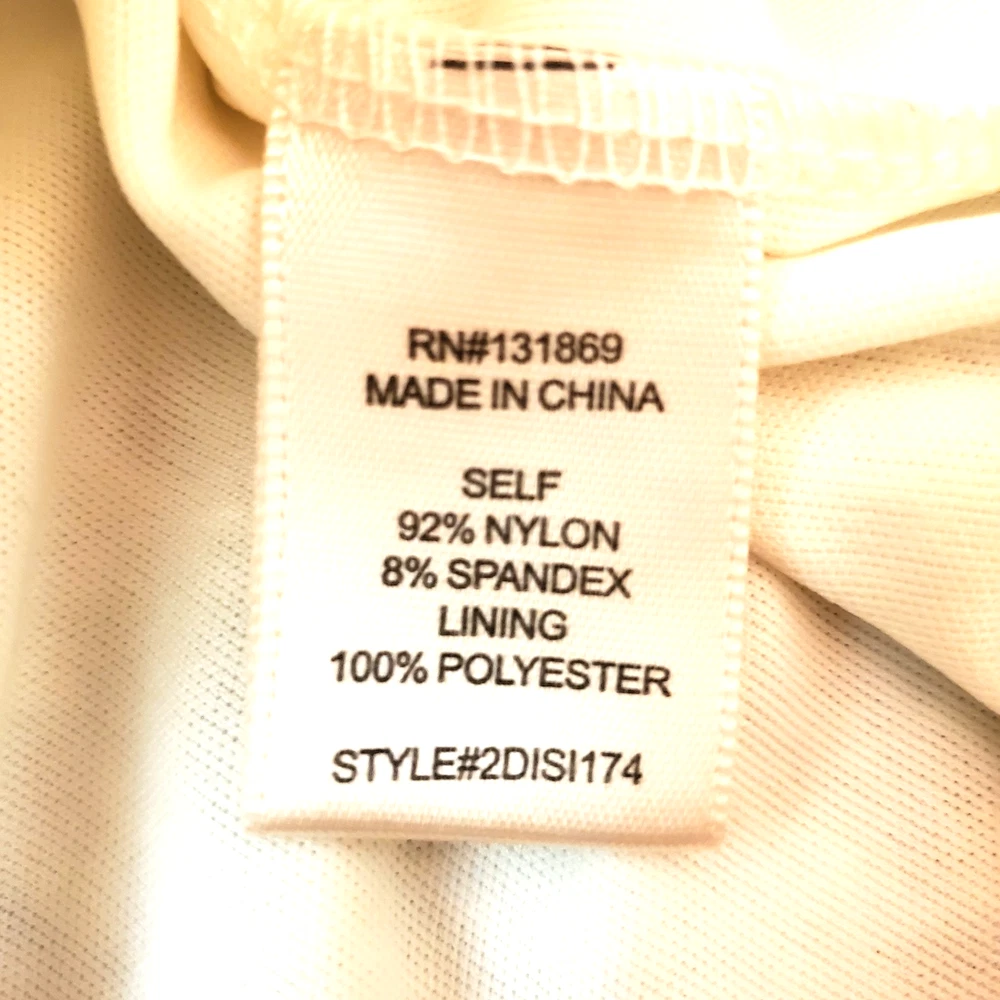 RN#131869
MADE IN CHINA
SELF
92% NYLON
8% SPANDEX
LINING
100% POLYESTER
STYLE#2DISI174